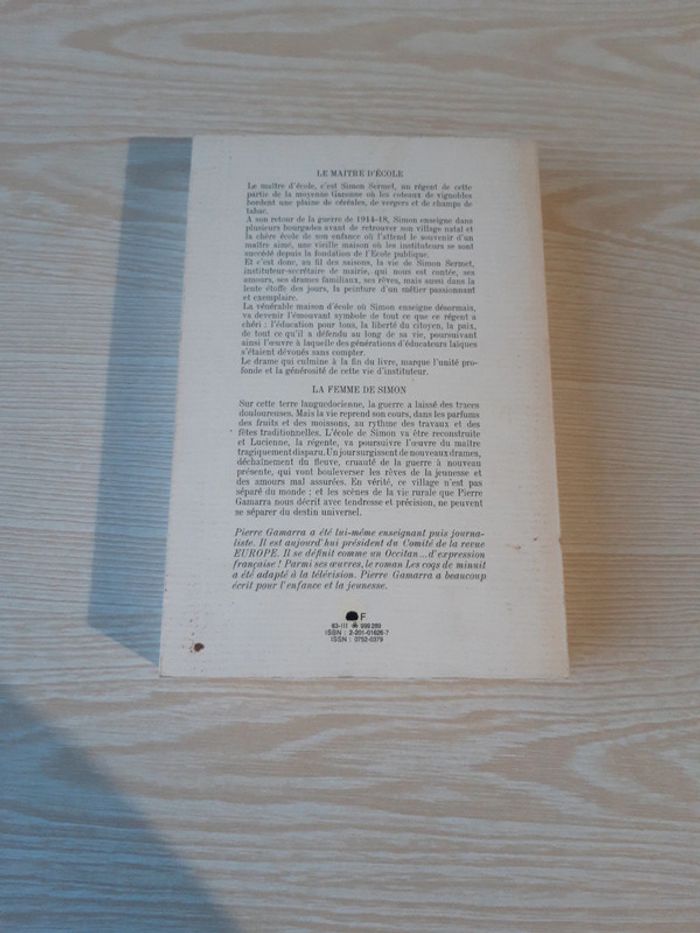 LE MAITRE D'ÉCOLE
Le maître d'école, c'est Simon Sermet, un régent de cette
partie de la moyenne Garonne où les coteaux de vignobles
bordent une plaine de céréales, de vergers et de champs de
tabac.
A son retour de la guerre de 1914-18, Simon enseigne dans
plusieurs bourgades avant de retrouver son village natal et
la chère école de son enfance où l'attend le souvenir d'un
maître aimé, une vieille maison où les instituteurs se sont
succédé depuis la fondation de l'Ecole publique.
Et c'est donc, au fil des saisons, la vie de Simon Sermet,
instituteur-secrétaire de mairie, qui nous est contée, ses
amours, ses drames familiaux, ses rêves, mais aussi dans la
lente étoffe des jours, la peinture d'un métier passionnant
et exemplaire.
La vénérable maison d'école où Simon enseigne désormais,
va devenir l'émouvant symbole de tout ce que ce régent a
chéri : l'éducation pour tous, la liberté du citoyen, la paix,
de tout ce qu'il a défendu au long de sa vie, poursuivant
ainsi l'œuvre à laquelle des générations d'éducateurs laïques
s'étaient dévoués sans compter.
Le drame qui culmine à la fin du livre, marque l'unité pro-
fonde et la générosité de cette vie d'instituteur.
LA FEMME DE SIMON
Sur cette terre languedocienne, la guerre a laissé des traces
douloureuses. Mais la vie reprend son cours, dans les parfums
des fruits et des moissons, au rythme des travaux et des
fêtes traditionnelles. L'école de Simon va être reconstruite
et Lucienne, la régente, va poursuivre l'œuvre du maître
tragiquement disparu. Un jour surgissent de nouveaux drames,
déchaînement du fleuve, cruauté de la guerre à nouveau
présente, qui vont bouleverser les rêves de la jeunesse et
des amours mal assurées. En vérité, ce village n'est pas
séparé du monde ; et les scènes de la vie rurale que Pierre
Gamarra nous décrit avec tendresse et précision, ne peuvent
se séparer du destin universel.
Pierre Gamarra a été lui-même enseignant puis journa-
liste. Il est aujourd'hui président du Comité de la revue
EUROPE. Il se définit comme un Occitan... d'expression
française ! Parmi ses œuvres, le roman Les coqs de minuit
a été adapté à la télévision. Pierre Gamarra a beaucoup
écrit pour l'enfance et la jeunesse.
F
63-III 999289
ISBN : 2-201-01626-7
ISSN : 0752-0379